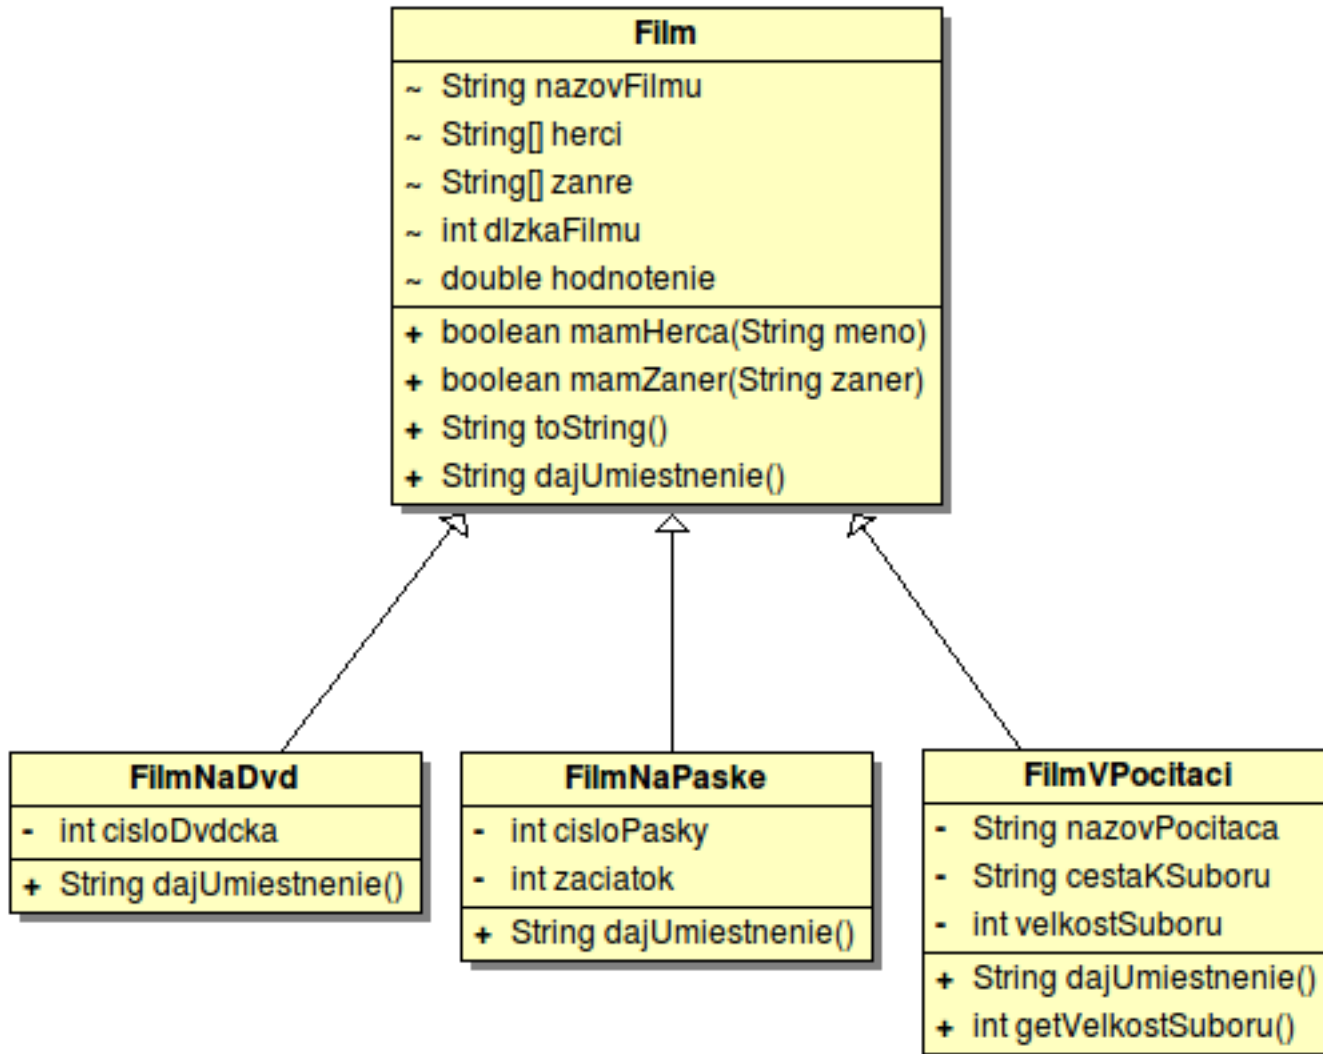 Film
~ String nazovFilmu
~ String[] herci
~ String[] zanre
~ int dlzkaFilmu
~ double hodnotenie
+ boolean mamHerca(String meno)
+ boolean mamZaner(String zaner)
+ String toString()
+ String dajUmiestnenie()
FilmNaDvd
- int cisloDvdcka
+ String dajUmiestnenie()
FilmNaPaske
- int cisloPasky
- int zaciatok
+ String dajUmiestnenie()
FilmVPocitaci
- String nazovPocitaca
- String cestaKSuboru
- int velkostSuboru
+ String dajUmiestnenie()
+ int getVelkostSuboru()